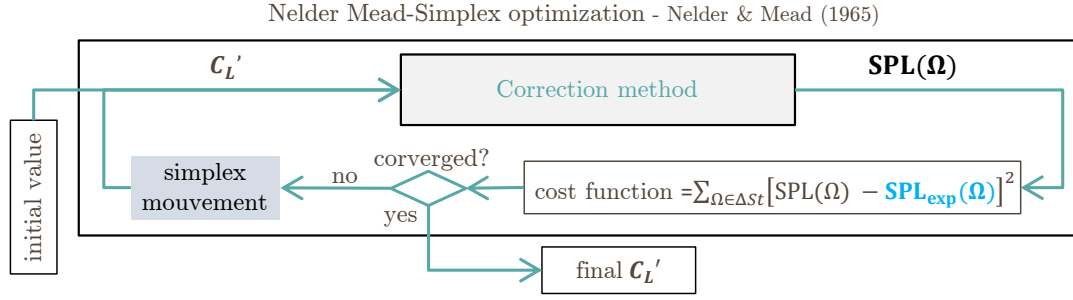 Nelder Mead-Simplex optimization - Nelder & Mead (1965)
C_L'
SPL(Ω)
Correction method
initial value
simplex
mouvement
no
corverged?
yes
cost function =∑_{Ω∈ΔSt}[SPL(Ω) − SPL_exp(Ω)]^2
final C_L'